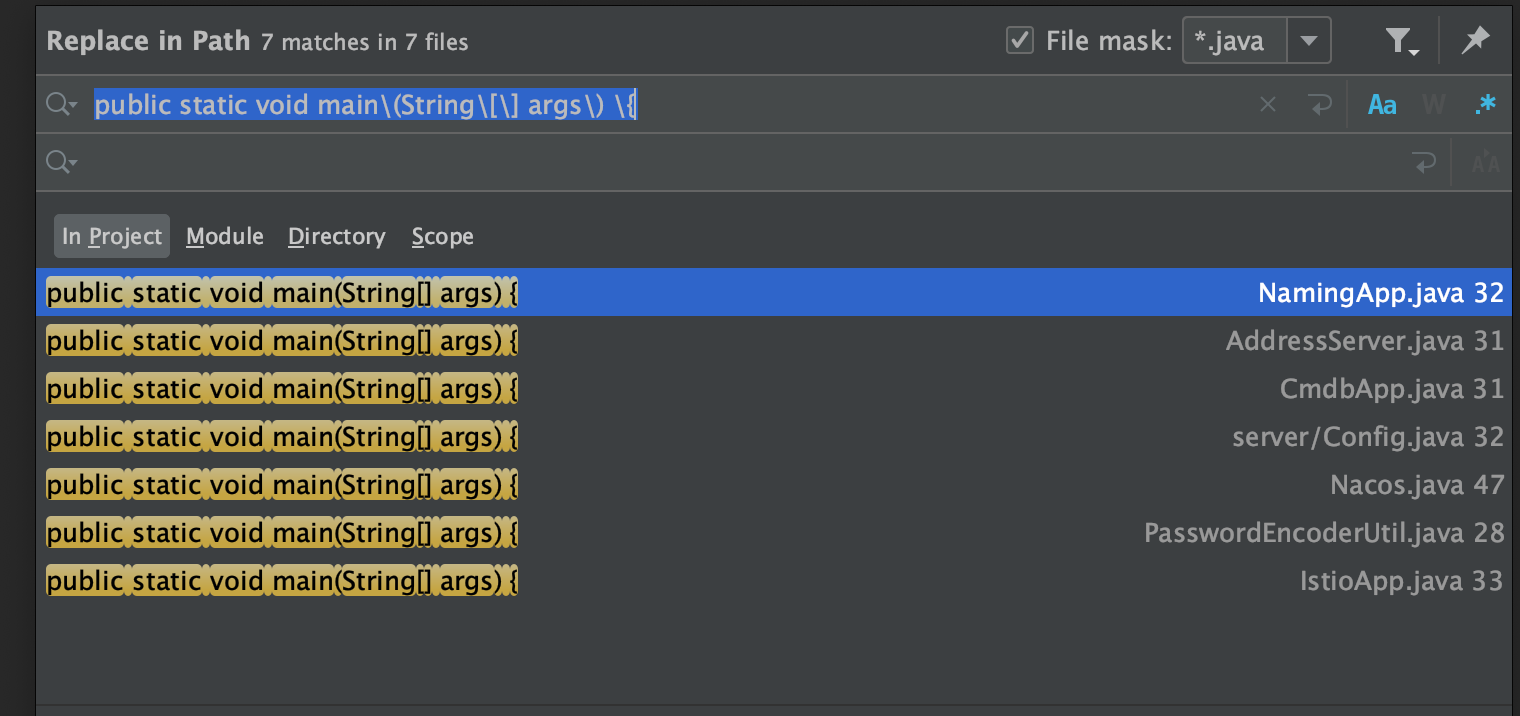 Replace in Path 7 matches in 7 files File mask: *.java
public static void main\(String\[\] args\) \{ Aa W .*
In Project Module Directory Scope
public static void main(String[] args) { NamingApp.java 32
public static void main(String[] args) { AddressServer.java 31
public static void main(String[] args) { CmdbApp.java 31
public static void main(String[] args) { server/Config.java 32
public static void main(String[] args) { Nacos.java 47
public static void main(String[] args) { PasswordEncoderUtil.java 28
public static void main(String[] args) { IstioApp.java 33